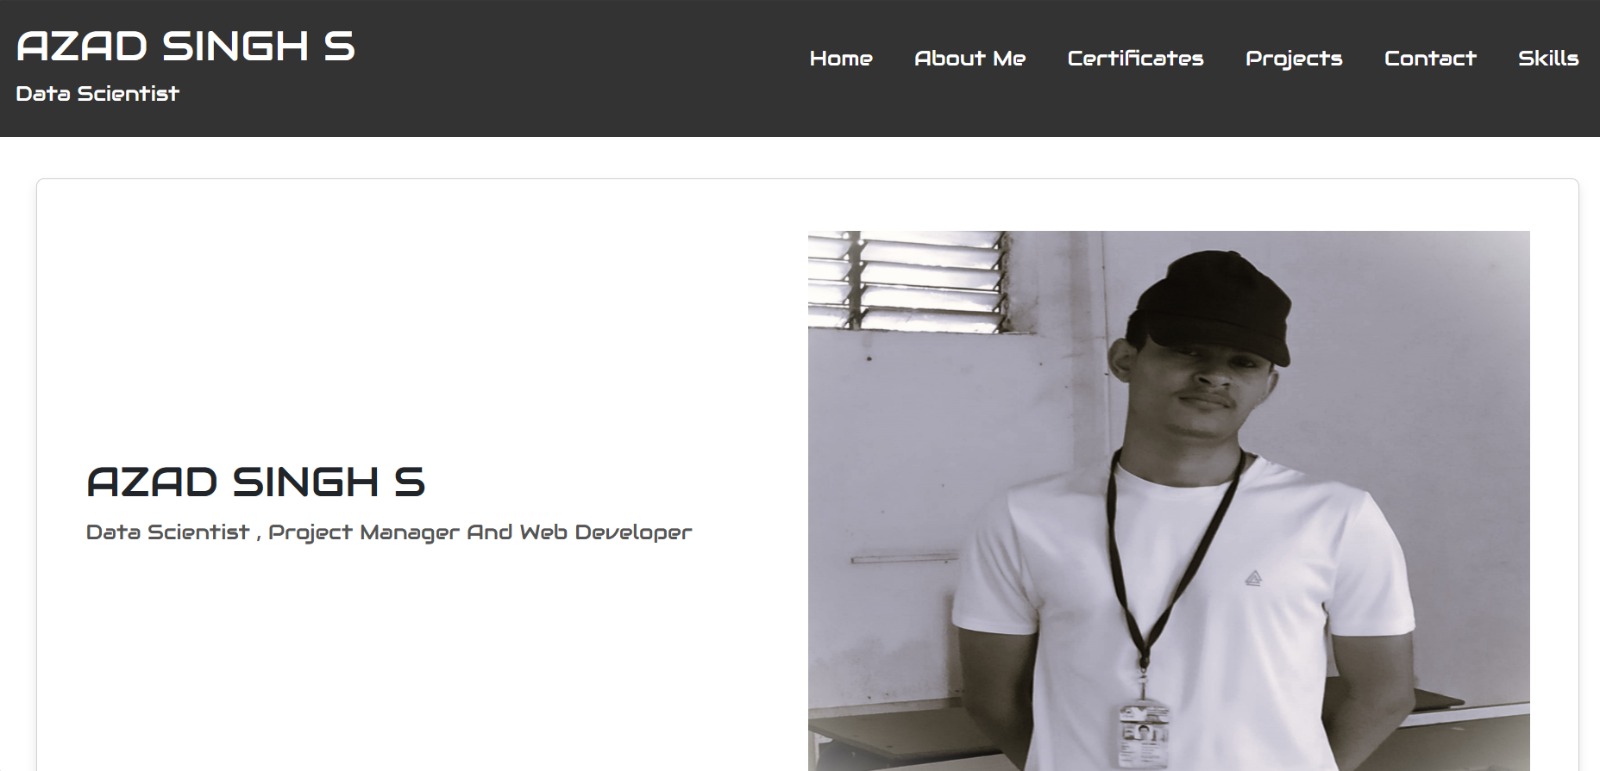 AZAD SINGH S
Data Scientist
Home About Me Certificates Projects Contact Skills
AZAD SINGH S
Data Scientist , Project Manager And Web Developer